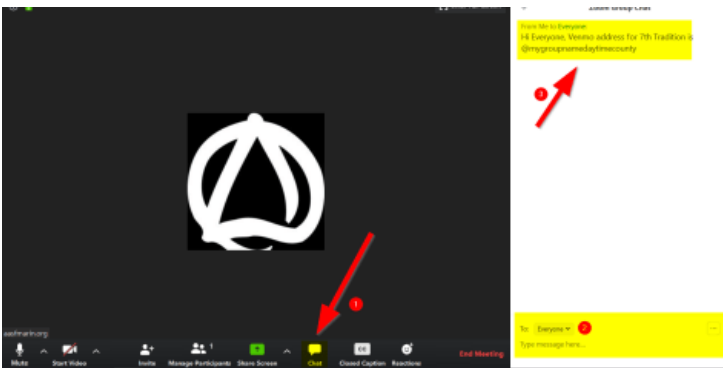 Zoom Group Chat
From Me to Everyone:
Hi Everyone, Venmo address for 7th Tradition is
@mygroupnamedaytimecounty
3
1
aasfmarin.org
To: Everyone 2
Type message here...
Mute Start Video Invite Manage Participants 1 Share Screen Chat CC Closed Caption Reactions End Meeting